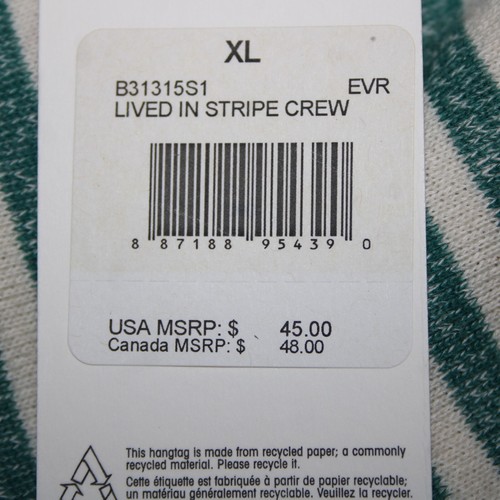 XL
B31315S1 EVR
LIVED IN STRIPE CREW
8 87188 95439 0
USA MSRP: $ 45.00
Canada MSRP: $ 48.00
This hangtag is made from recycled paper; a commonly
recycled material. Please recycle it.
Cette étiquette est fabriquée à partir de papier recyclable;
un matériau généralement recyclable. Veuillez la recycler.